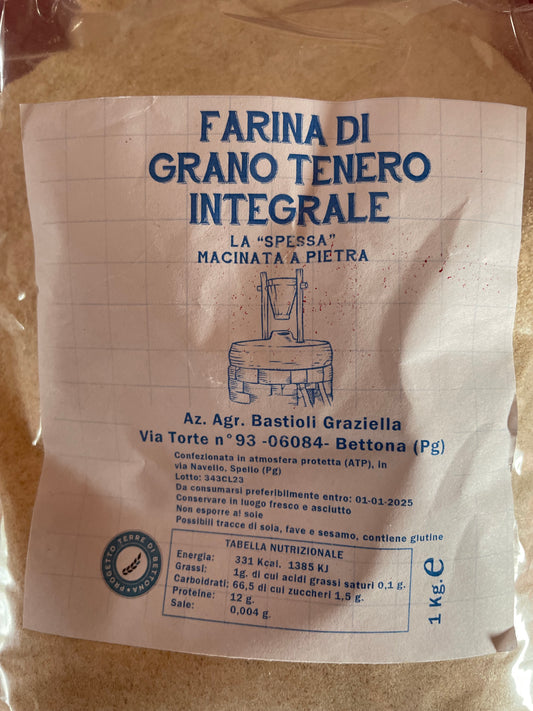 FARINA DI
GRANO TENERO
INTEGRALE
LA "SPESSA"
MACINATA A PIETRA
Az. Agr. Bastioli Graziella
Via Torte n°93 -06084- Bettona (Pg)
Confezionata in atmosfera protetta (ATP), in
via Navello, Spello (Pg)
Lotto: 343CL23
Da consumarsi preferibilmente entro: 01-01-2025
Conservare in luogo fresco e asciutto
Non esporre al sole
Possibili tracce di soia, fave e sesamo, contiene glutine
PROGETTO TERRE DI BETTONA
TABELLA NUTRIZIONALE
Energia: 331 Kcal. 1385 KJ
Grassi: 1g. di cui acidi grassi saturi 0,1 g.
Carboidrati: 66,5 di cui zuccheri 1,5 g.
Proteine: 12 g.
Sale: 0,004 g.
1 Kg. e